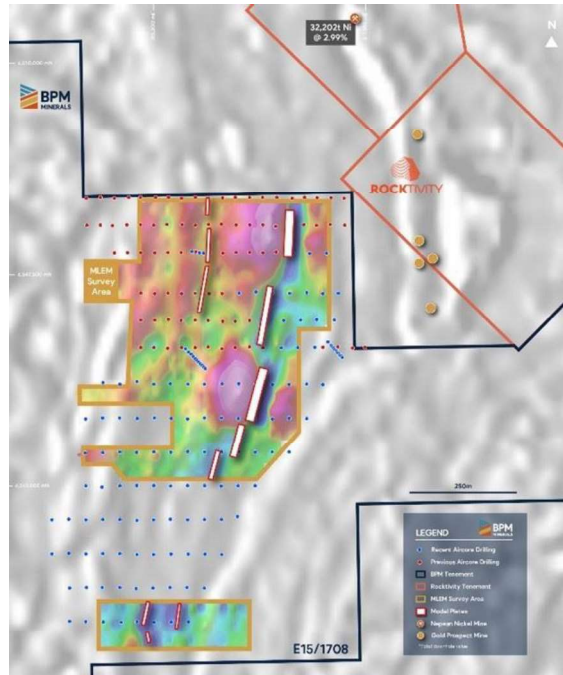 32,202t Ni
@ 2.99%
N
BPM
MINERALS
ROCKTIVITY
MLEM
Survey
Area
250m
LEGEND
BPM
MINERALS
Recent Aircore Drilling
Previous Aircore Drilling
BPM Tenement
Rocktivity Tenement
MLEM Survey Area
Model Plates
Nepean Nickel Mine
Gold Prospect Mine
E15/1708